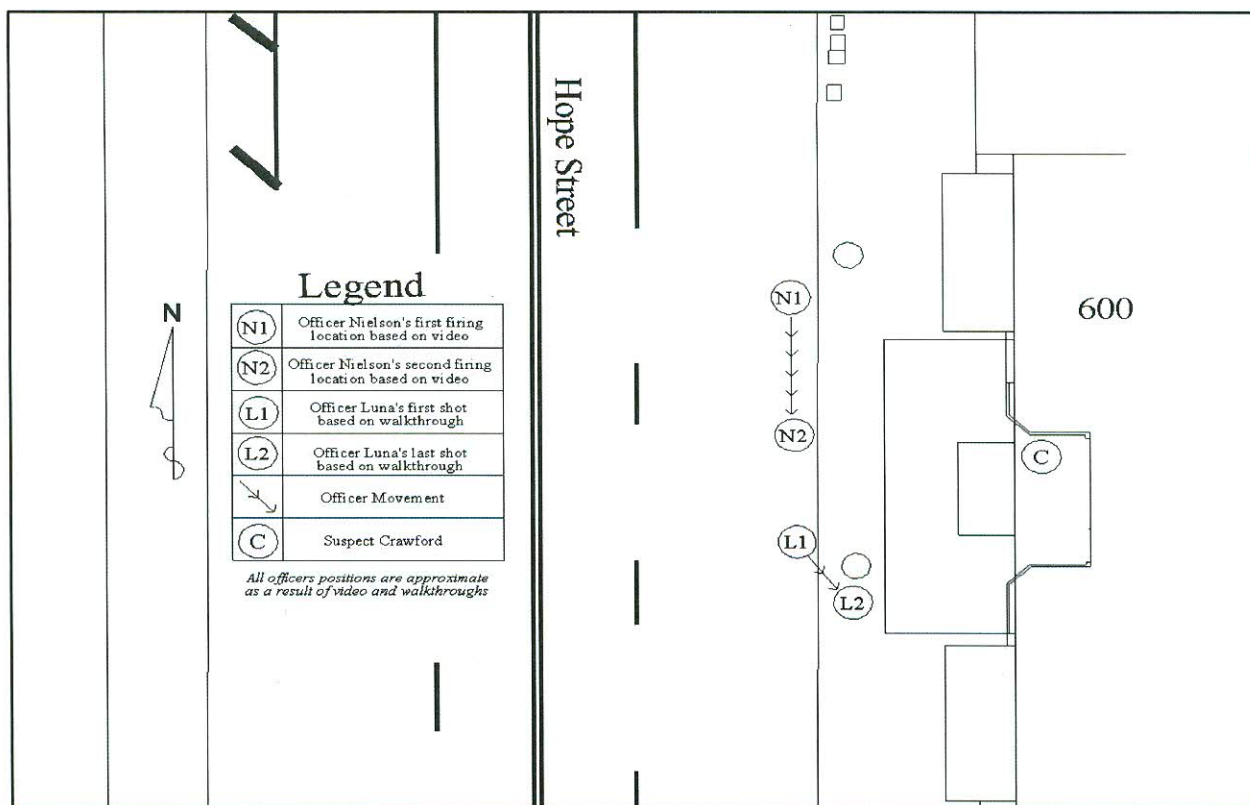 Hope Street
Legend
N
N1
Officer Nielson's first firing
location based on video
N2
Officer Nielson's second firing
location based on video
L1
Officer Luna's first shot
based on walkthrough
L2
Officer Luna's last shot
based on walkthrough
Officer Movement
C
Suspect Crawford
All officers positions are approximate
as a result of video and walkthroughs
N1
600
N2
C
L1
L2